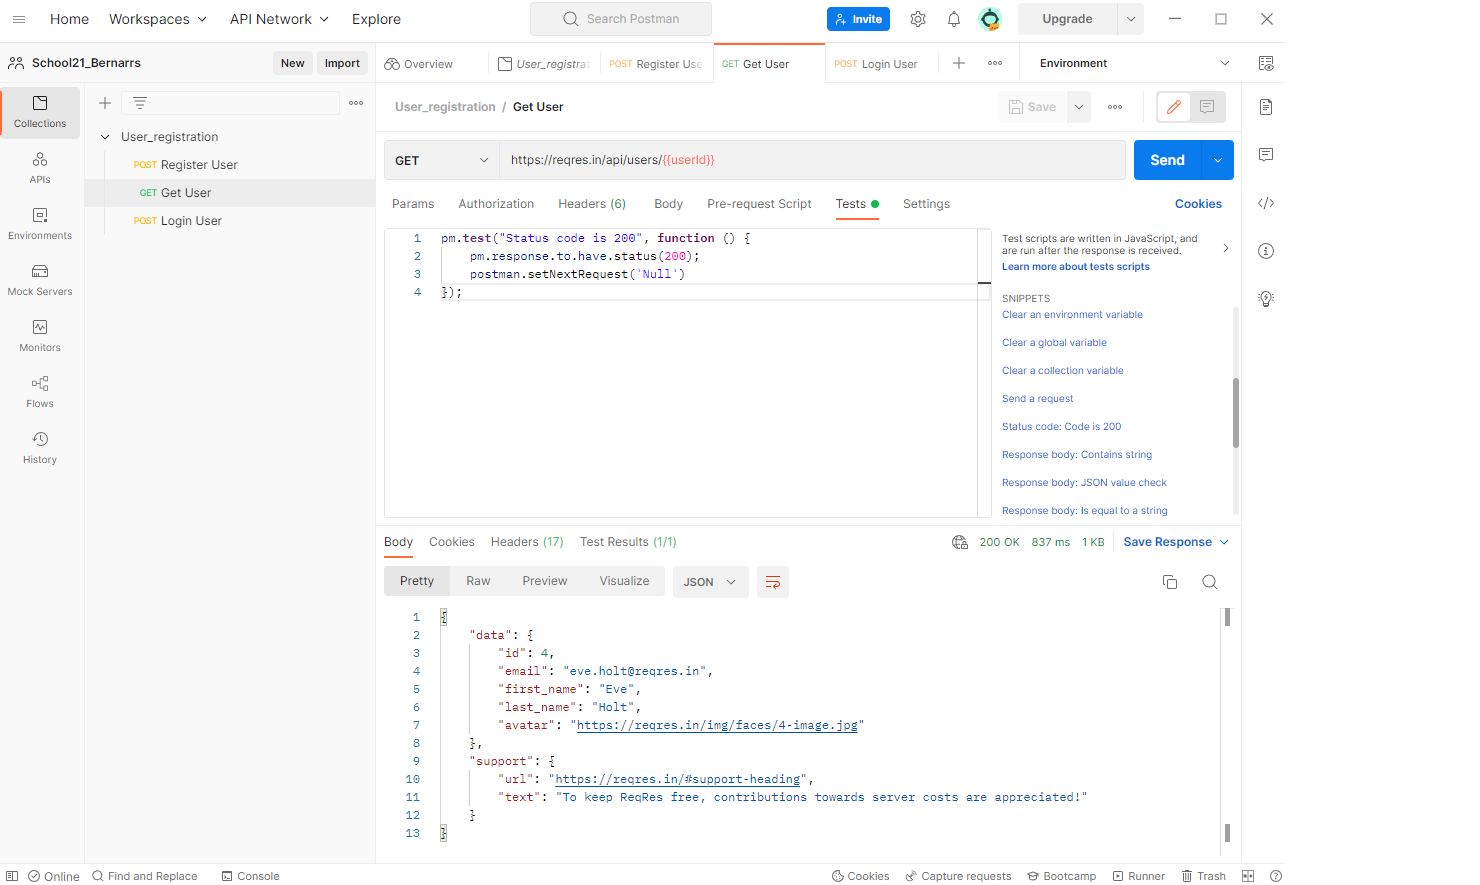 Home Workspaces API Network Explore Search Postman Invite Upgrade
School21_Bernarrs New Import Overview User_registrat POST Register Use GET Get User POST Login User Environment
User_registration / Get User Save
Collections
User_registration
POST Register User
GET Get User
POST Login User
APIs
Environments
Mock Servers
Monitors
Flows
History
GET https://reqres.in/api/users/{{userId}} Send
Params Authorization Headers (6) Body Pre-request Script Tests Settings Cookies
1 pm.test("Status code is 200", function () {
2 pm.response.to.have.status(200);
3 postman.setNextRequest('Null')
4 });
Test scripts are written in JavaScript, and
are run after the response is received.
Learn more about tests scripts
SNIPPETS
Clear an environment variable
Clear a global variable
Clear a collection variable
Send a request
Status code: Code is 200
Response body: Contains string
Response body: JSON value check
Response body: Is equal to a string
Body Cookies Headers (17) Test Results (1/1) 200 OK 837 ms 1 KB Save Response
Pretty Raw Preview Visualize JSON
1 {
2 "data": {
3 "id": 4,
4 "email": "eve.holt@reqres.in",
5 "first_name": "Eve",
6 "last_name": "Holt",
7 "avatar": "https://reqres.in/img/faces/4-image.jpg"
8 },
9 "support": {
10 "url": "https://reqres.in/#support-heading",
11 "text": "To keep ReqRes free, contributions towards server costs are appreciated!"
12 }
13 }
Online Find and Replace Console Cookies Capture requests Bootcamp Runner Trash